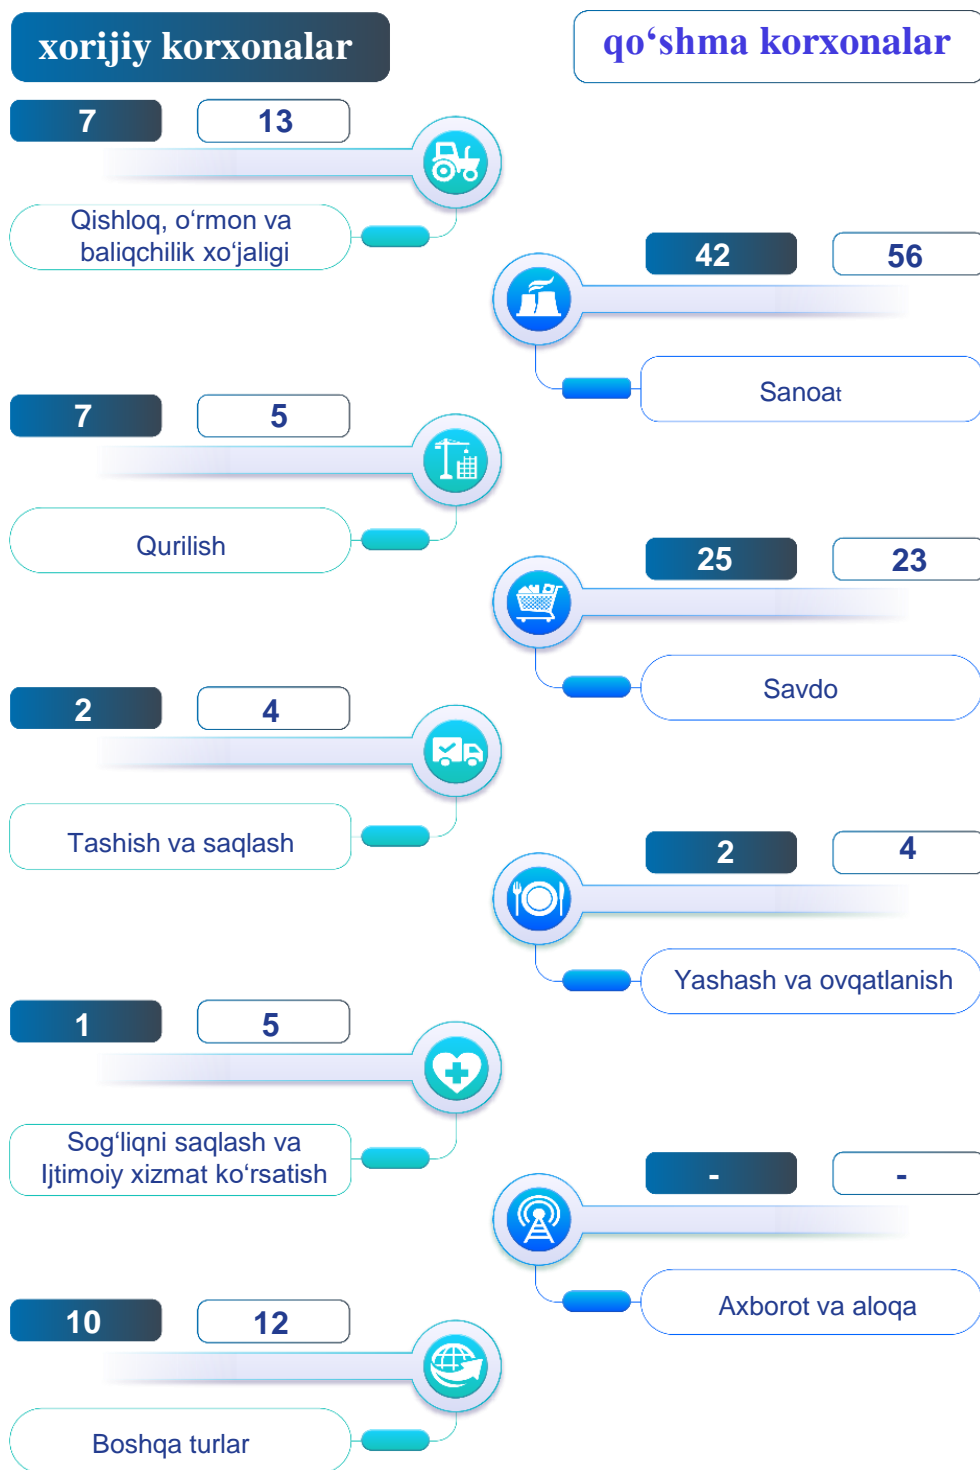 xorijiy korxonalar
qo‘shma korxonalar
7
13
Qishloq, o‘rmon va
baliqchilik xo‘jaligi
42
56
Sanoat
7
5
Qurilish
25
23
Savdo
2
4
Tashish va saqlash
2
4
Yashash va ovqatlanish
1
5
Sog‘liqni saqlash va
Ijtimoiy xizmat ko‘rsatish
-
-
Axborot va aloqa
10
12
Boshqa turlar